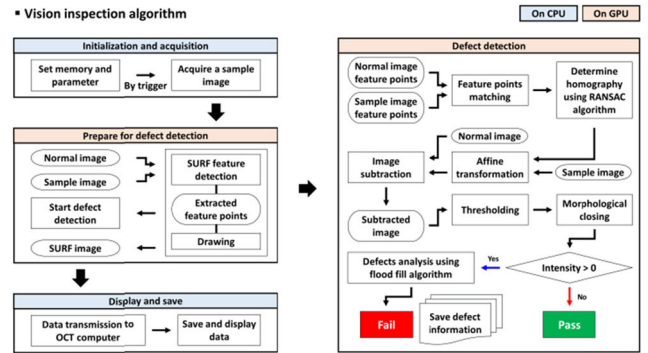 ▪ Vision inspection algorithm
On CPU
On GPU
Initialization and acquisition
Set memory and
parameter
By trigger
Acquire a sample
image
Prepare for defect detection
Normal image
Sample image
SURF feature
detection
Start defect
detection
Extracted
feature points
SURF image
Drawing
Display and save
Data transmission to
OCT computer
Save and display
data
Defect detection
Normal image
feature points
Sample image
feature points
Feature points
matching
Determine
homography
using RANSAC
algorithm
Normal image
Image
subtraction
Affine
transformation
Sample image
Subtracted
image
Thresholding
Morphological
closing
Defects analysis using
flood fill algorithm
Yes
Intensity > 0
No
Fail
Save defect
information
Pass